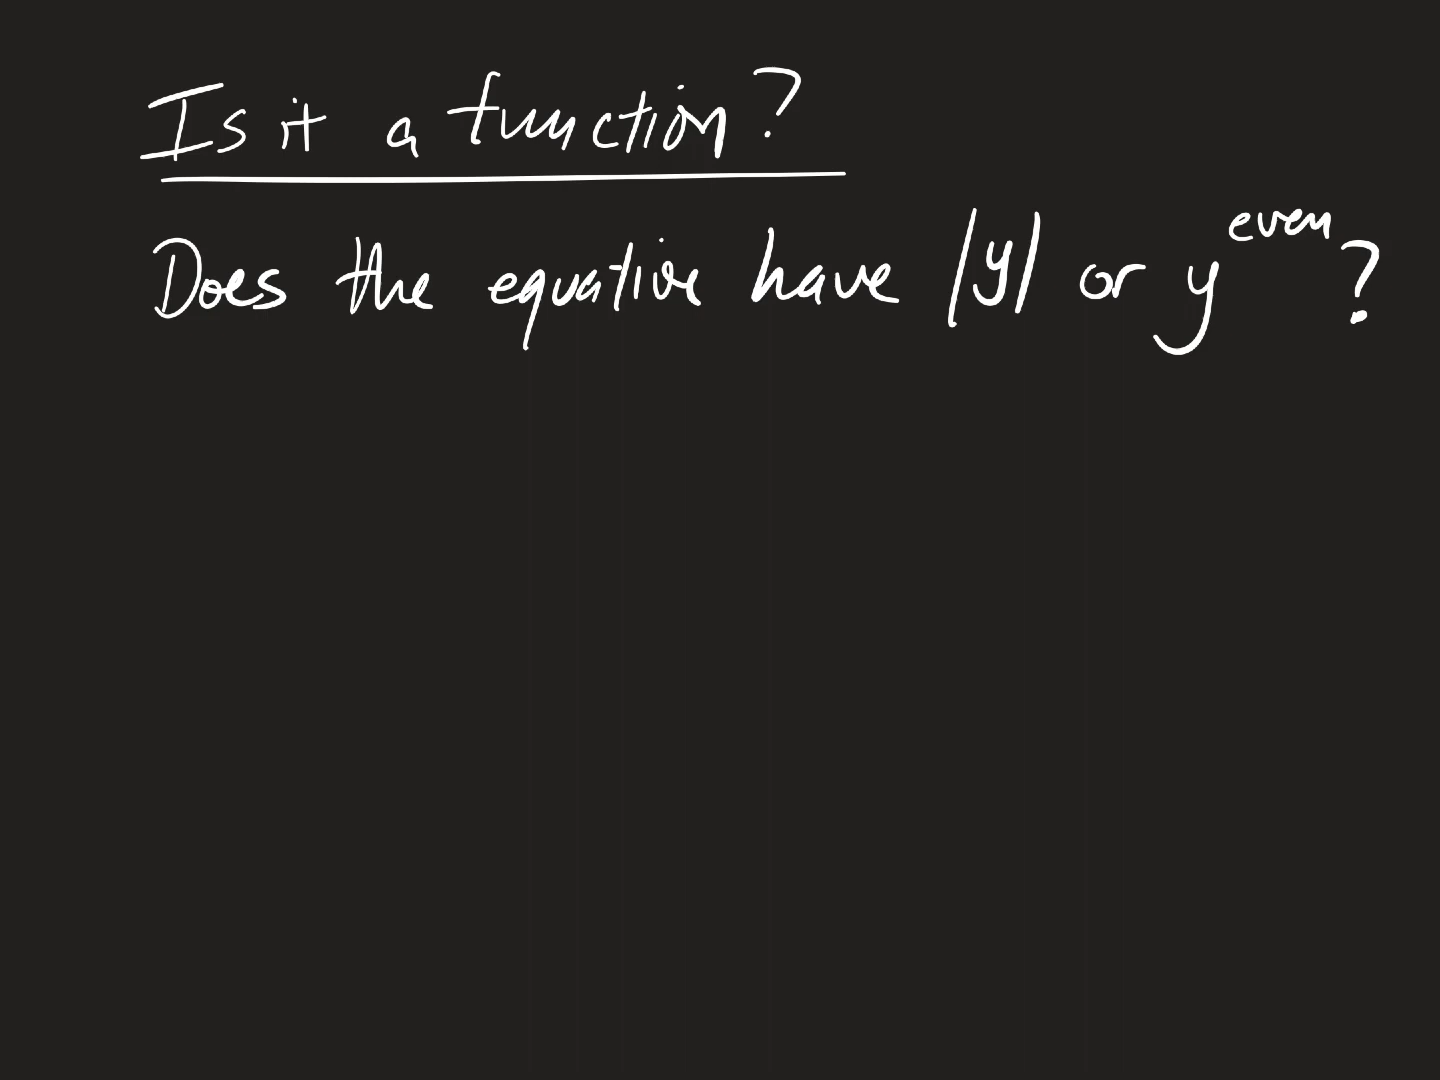 Is it a function?
Does the equation have |y| or y^even?